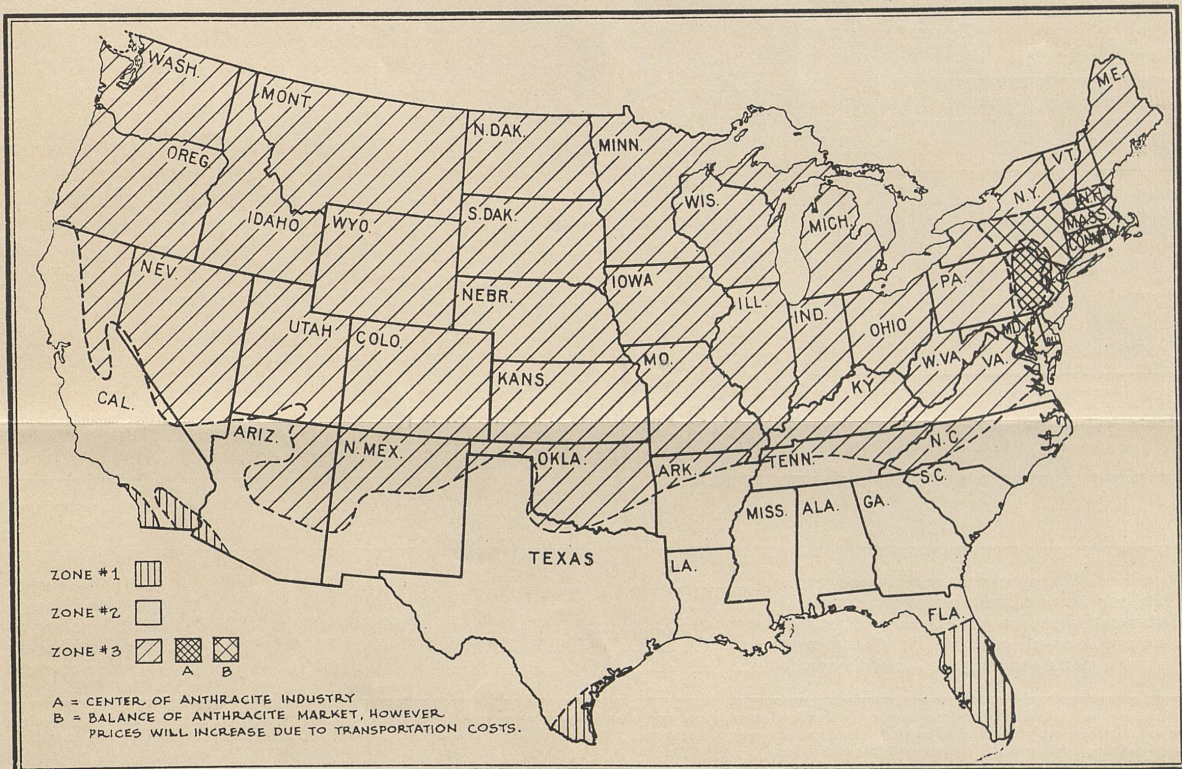 WASH.
MONT.
N.DAK.
MINN.
ME.
OREG.
VT.
N.Y.
N.H.
IDAHO
WYO.
S.DAK.
WIS.
MICH.
MASS.
CONN.
NEV.
NEBR.
IOWA
PA.
UTAH
COLO.
ILL.
IND.
OHIO
MD.
DEL.
KANS.
MO.
W.VA.
VA.
KY.
CAL.
ARIZ.
N.MEX.
OKLA.
ARK.
TENN.
N.C.
S.C.
MISS.
ALA.
GA.
TEXAS
LA.
FLA.
ZONE #1
ZONE #2
ZONE #3
A B
A = CENTER OF ANTHRACITE INDUSTRY
B = BALANCE OF ANTHRACITE MARKET, HOWEVER
PRICES WILL INCREASE DUE TO TRANSPORTATION COSTS.